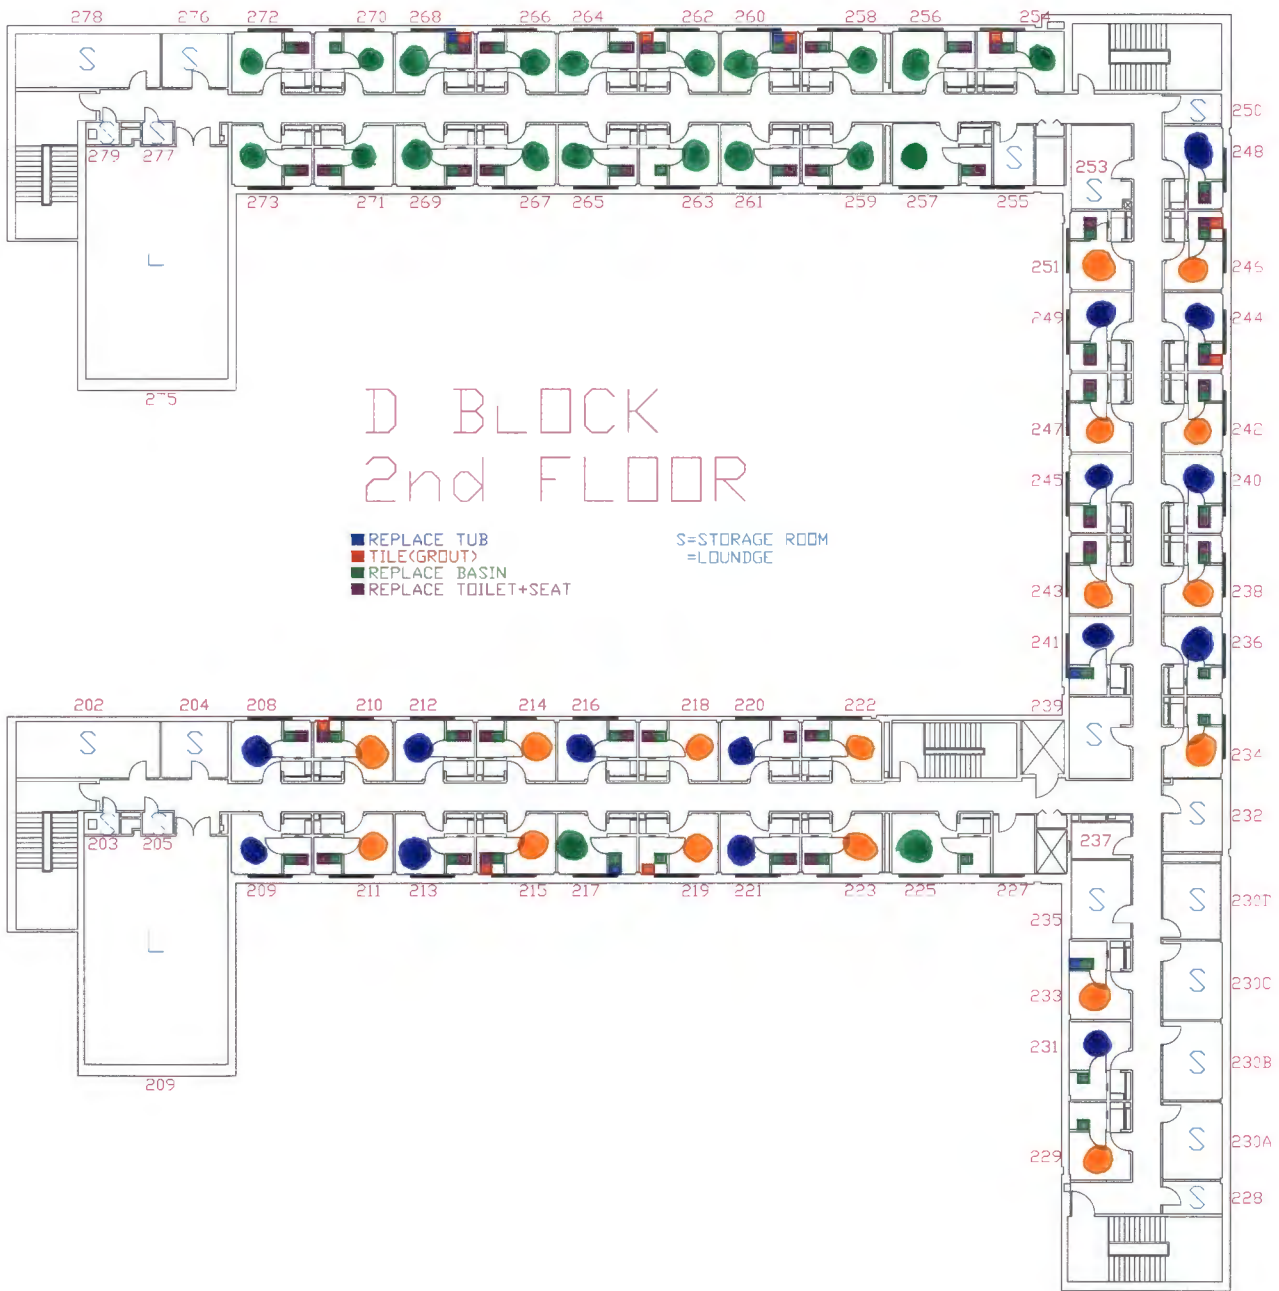 278 276 272 270 268 266 264 262 260 258 256 254
S S
S 250
279 277 S 253 248
S
273 271 269 267 265 263 261 259 257 255
L 251 246
249 244
275
D BLOCK
247 242
2nd FLOOR
245 240
REPLACE TUB S=STORAGE ROOM
TILE(GROUT) =LOUNDGE
REPLACE BASIN
REPLACE TOILET+SEAT
243 238
241 236
202 204 208 210 212 214 216 218 220 222 239
S S S
234
203 205 237 232
S
209 211 213 215 217 219 221 223 225 227
S 230D
235
L
S 230C
233
231
S 230B
209
S 230A
229
S 228